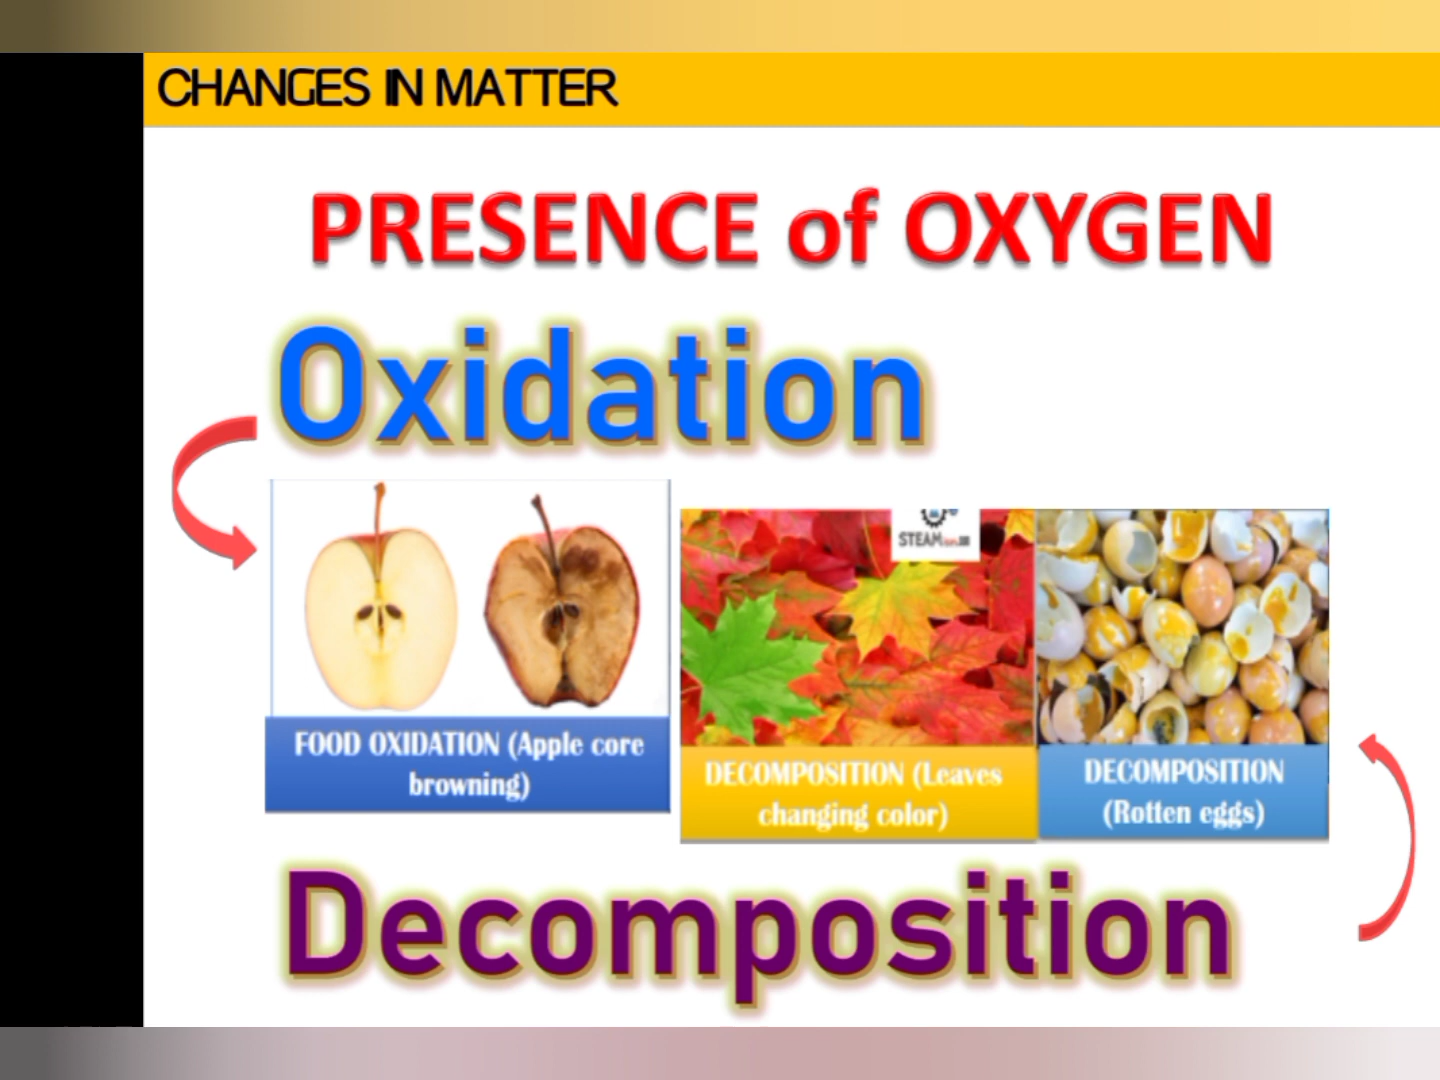 CHANGES IN MATTER
PRESENCE of OXYGEN
Oxidation
STEAM
FOOD OXIDATION (Apple core
browning)
DECOMPOSITION (Leaves
changing color)
DECOMPOSITION
(Rotten eggs)
Decomposition